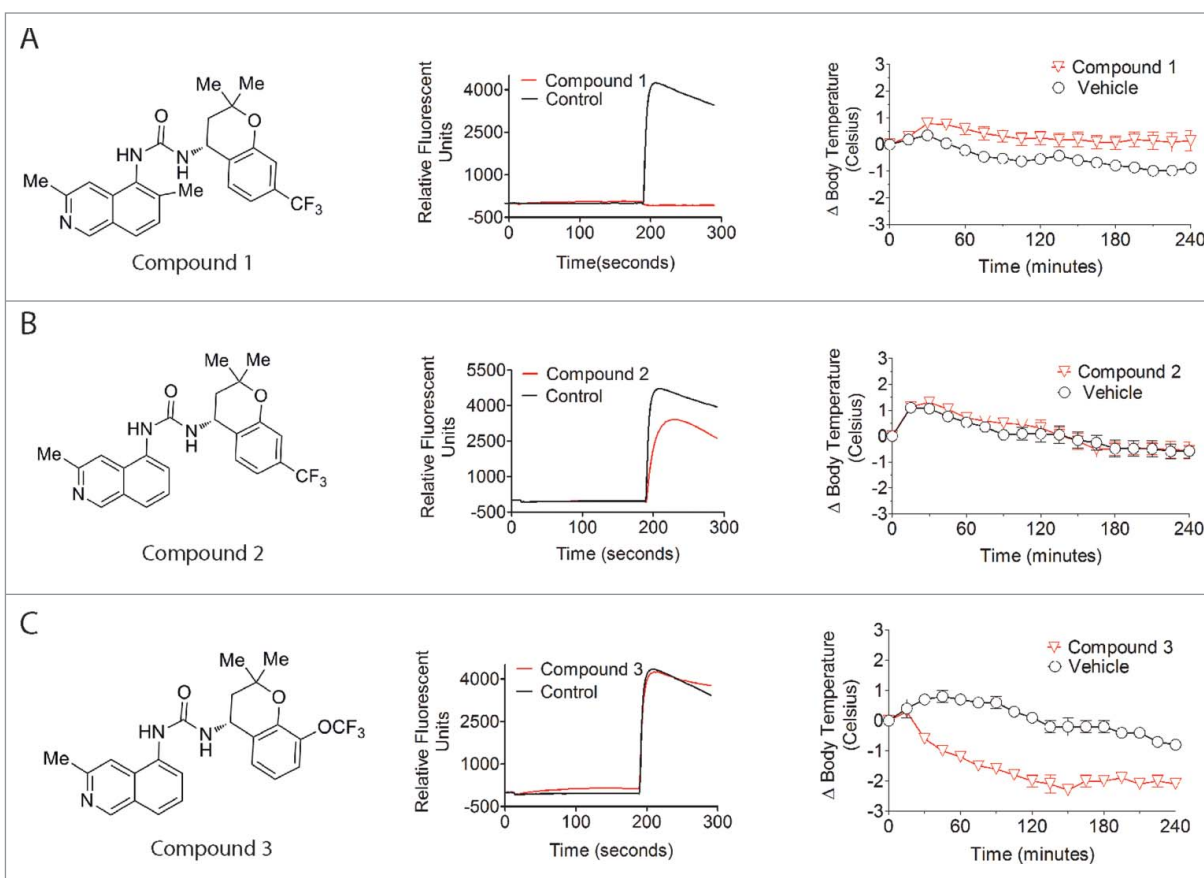 A
Me Me
O
O
NH
N
H
Me
Me
N
CF3
Compound 1
Relative Fluorescent
Units
4000
2500
1000
-500
Compound 1
Control
0 100 200 300
Time(seconds)
Δ Body Temperature
(Celsius)
3
2
1
0
-1
-2
-3
Compound 1
Vehicle
0 60 120 180 240
Time (minutes)
B
Me Me
O
O
NH
N
H
Me
N
CF3
Compound 2
Relative Fluorescent
Units
5500
4000
2500
1000
-500
Compound 2
Control
0 100 200 300
Time (seconds)
Δ Body Temperature
(Celsius)
3
2
1
0
-1
-2
-3
Compound 2
Vehicle
0 60 120 180 240
Time (minutes)
C
Me Me
O
O
NH
N
H
OCF3
Me
N
Compound 3
Relative Fluorescent
Units
4000
2500
1000
-500
Compound 3
Control
0 100 200 300
Time (seconds)
Δ Body Temperature
(Celsius)
3
2
1
0
-1
-2
-3
Compound 3
Vehicle
0 60 120 180 240
Time (minutes)